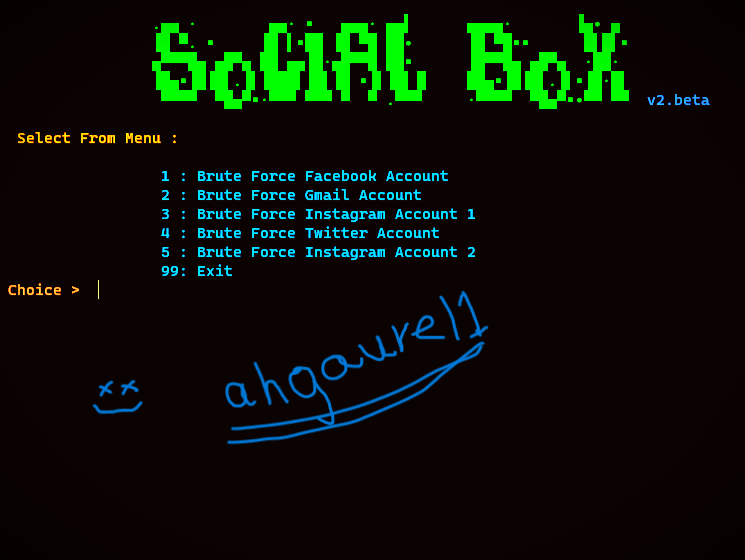 SoCIAL BoX
v2.beta
Select From Menu :
1 : Brute Force Facebook Account
2 : Brute Force Gmail Account
3 : Brute Force Instagram Account 1
4 : Brute Force Twitter Account
5 : Brute Force Instagram Account 2
99: Exit
Choice >
ahgaurel1